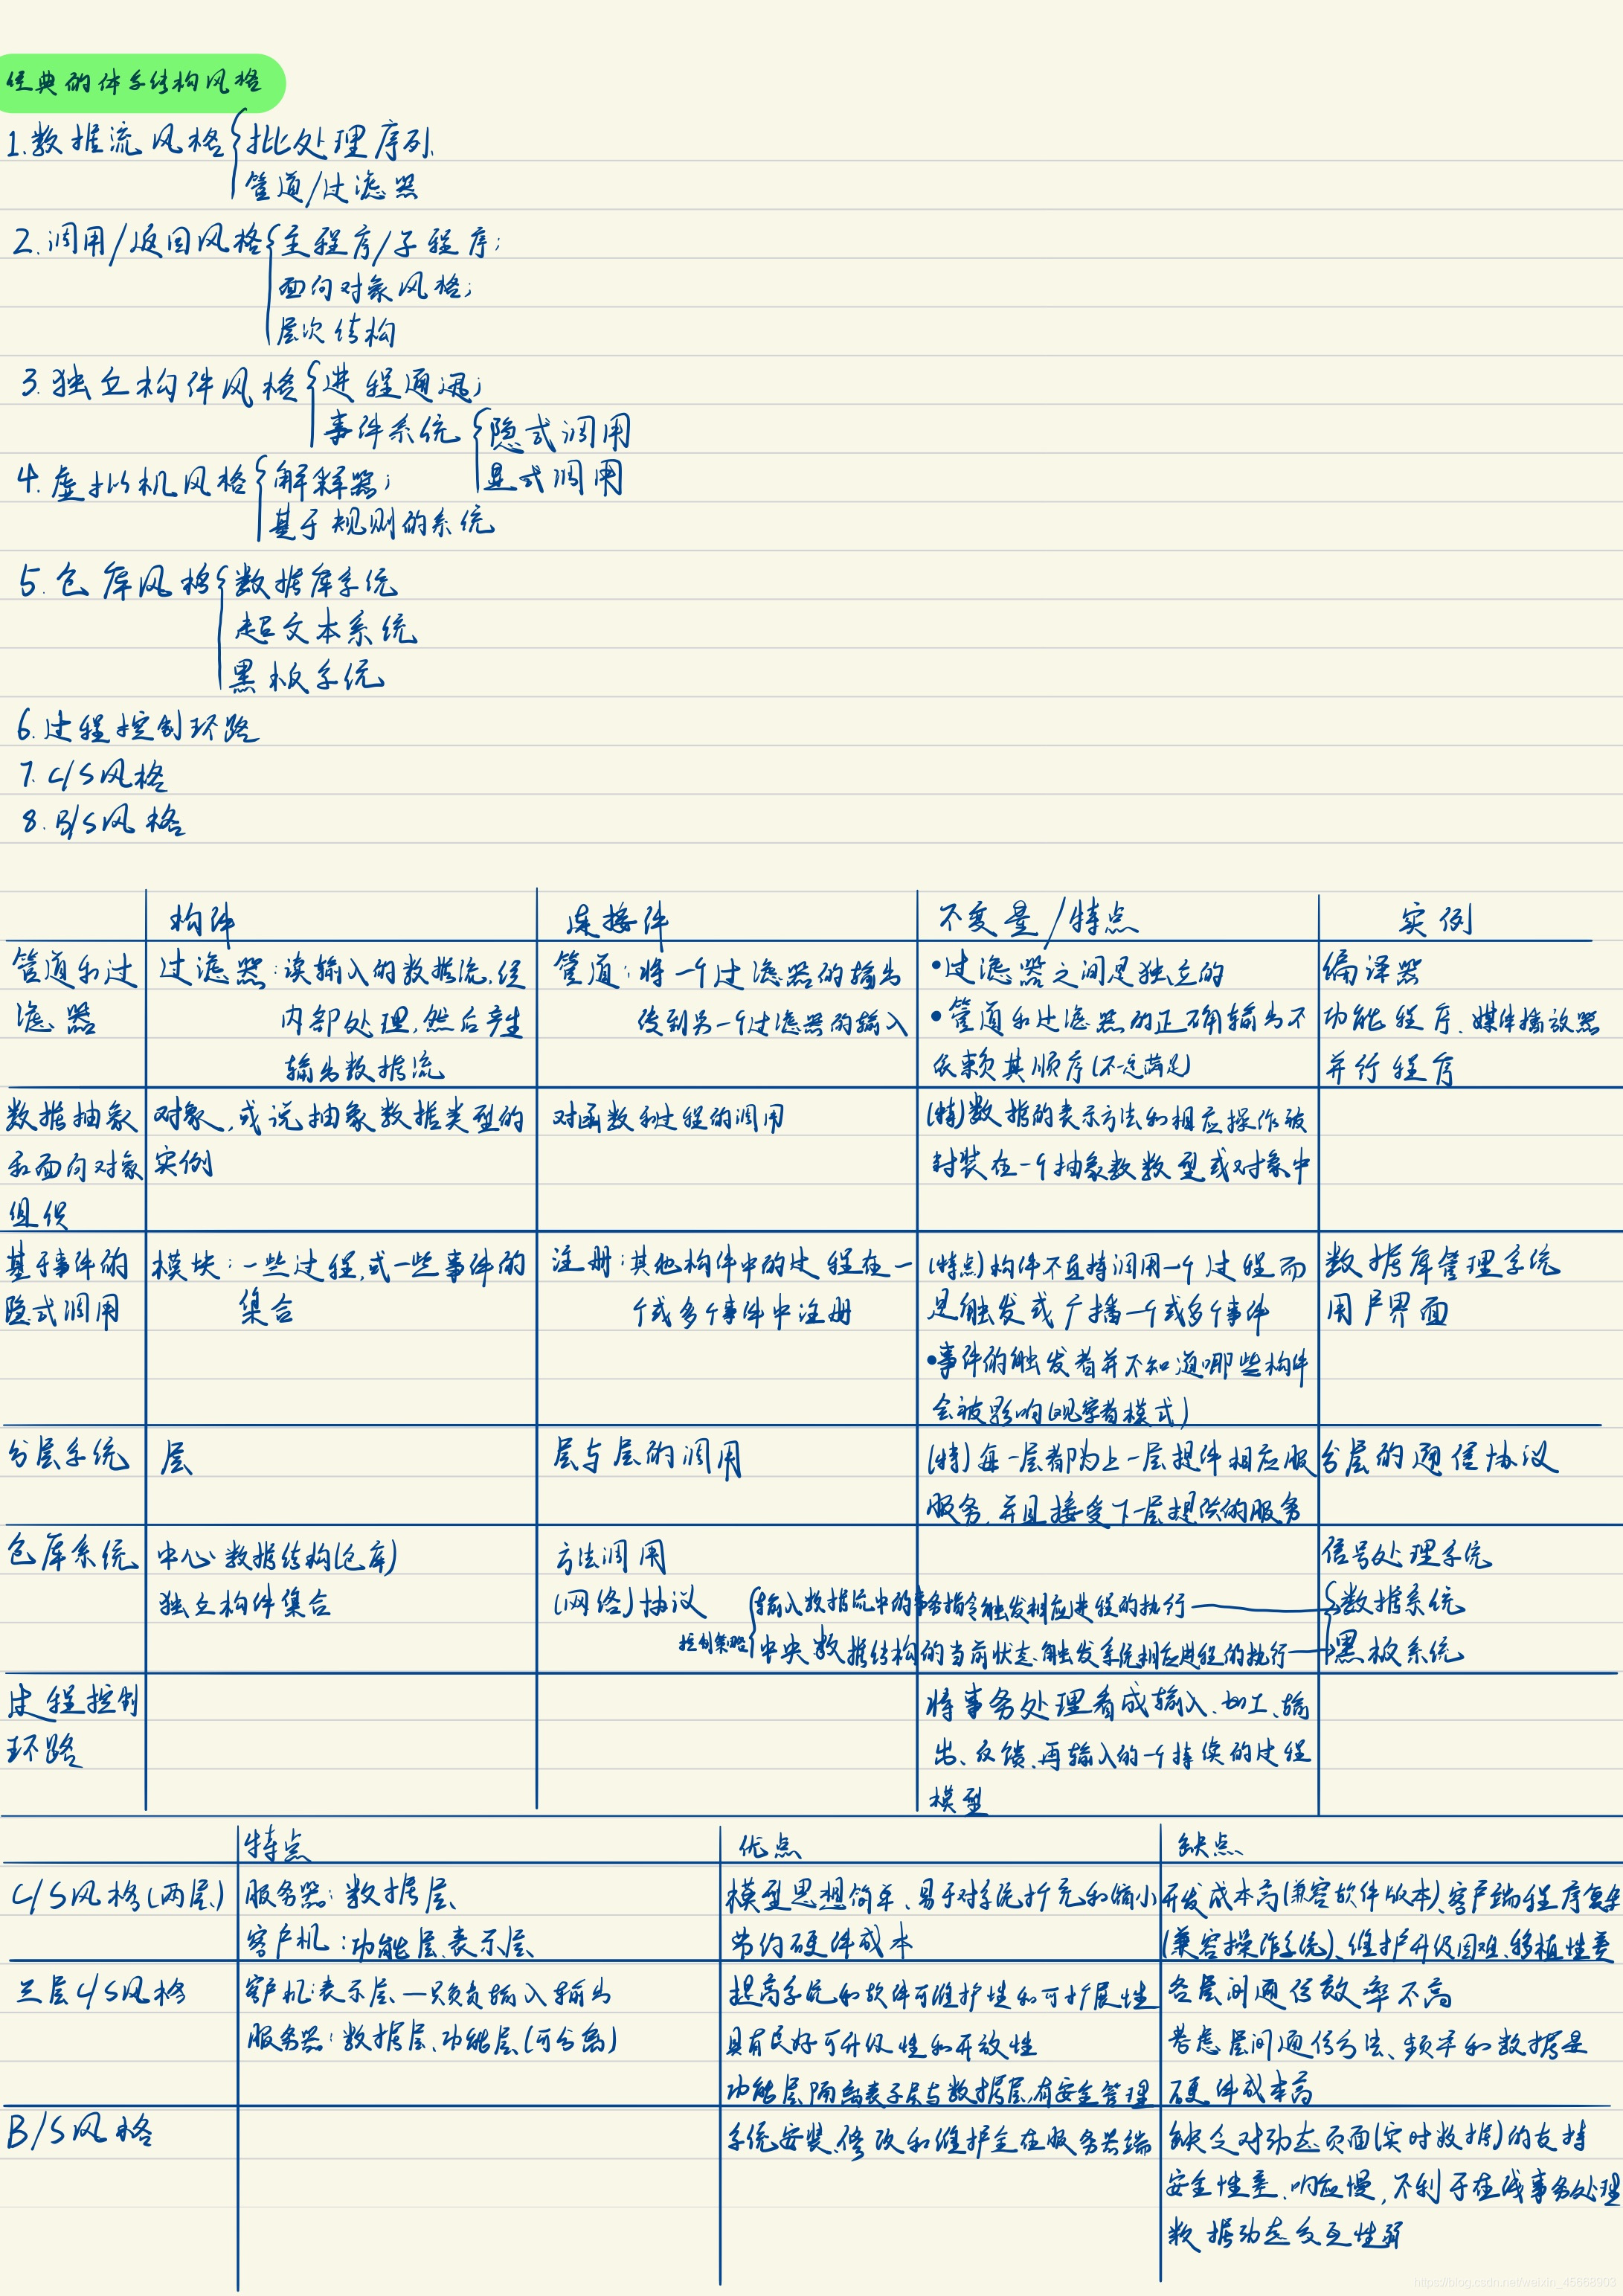 经典的体系结构风格
1.数据流风格{批处理序列、
管道/过滤器
2.调用/返回风格{主程序/子程序;
面向对象风格;
层次结构
3.独立构件风格{进程通讯;
事件系统{隐式调用
显式调用
4.虚拟机风格{解释器;
基于规则的系统
5.仓库风格{数据库系统
超文本系统
黑板系统
6.过程控制环路
7.C/S风格
8.B/S风格
构件 连接件 不变量/特点 实例
管道和过 过滤器:读输入的数据流,经 管道:将一个过滤器的输出 •过滤器之间是独立的 编译器
滤器 内部处理,然后产生 传到另一个过滤器的输入 •管道和过滤器的正确输出不 功能程序、媒体播放器
输出数据流 依赖其顺序(不一定满足) 并行程序
数据抽象 对象,或说抽象数据类型的 对函数和过程的调用 (特)数据的表示方法和相应操作被
和面向对象 实例 封装在一个抽象数数型或对象中
组织
基于事件的 模块:一些过程,或一些事件的 注册:其他构件中的过程在一 (特点)构件不直持调用一个过程而 数据库管理系统
隐式调用 集合 个或多个事件中注册 是触发或广播一个或多个事件 用户界面
•事件的触发者并不知道哪些构件
会被影响(观察者模式)
分层系统 层 层与层的调用 (特)每一层都为上一层提件相应服 分层的通信协议
服务,并且接受下一层提供的服务
仓库系统 中心数据结构(仓库) 方法调用 信号处理系统
独立构件集合 (网络)协议 {输入数据流中的事务指令触发相应进程的执行 {数据系统
控制策略 中央数据结构的当前状态触发系统相应进程的执行 黑板系统
过程控制 将事务处理看成输入、加工、输
环路 出、反馈、再输入的一个持续的过程
模型
特点 优点 缺点
C/S风格(两层) 服务器:数据层、 模型思想简单、易于对系统扩充和缩小 开发成本高(兼容软件版本)、客户端程序复杂
客户机:功能层、表示层、 节约硬件成本 (兼容操作系统)、维护升级困难、移植性差
三层C/S风格 客户机:表示层—只负责输入输出 提高系统和软件可维护性和可扩展性 各层间通信效率不高
服务器:数据层、功能层(可分离) 具有良好可升级性和开放性 考虑层间通信方法、频率和数据量
功能层隔离表示层与数据层,有安全管理 硬件成本高
B/S风格 系统安装、修改和维护全在服务器端 缺乏对动态页面(实时数据)的支持
安全性差、响应慢,不利于在线事务处理
数据动态交互性弱
https://blog.csdn.net/weixin_45668903